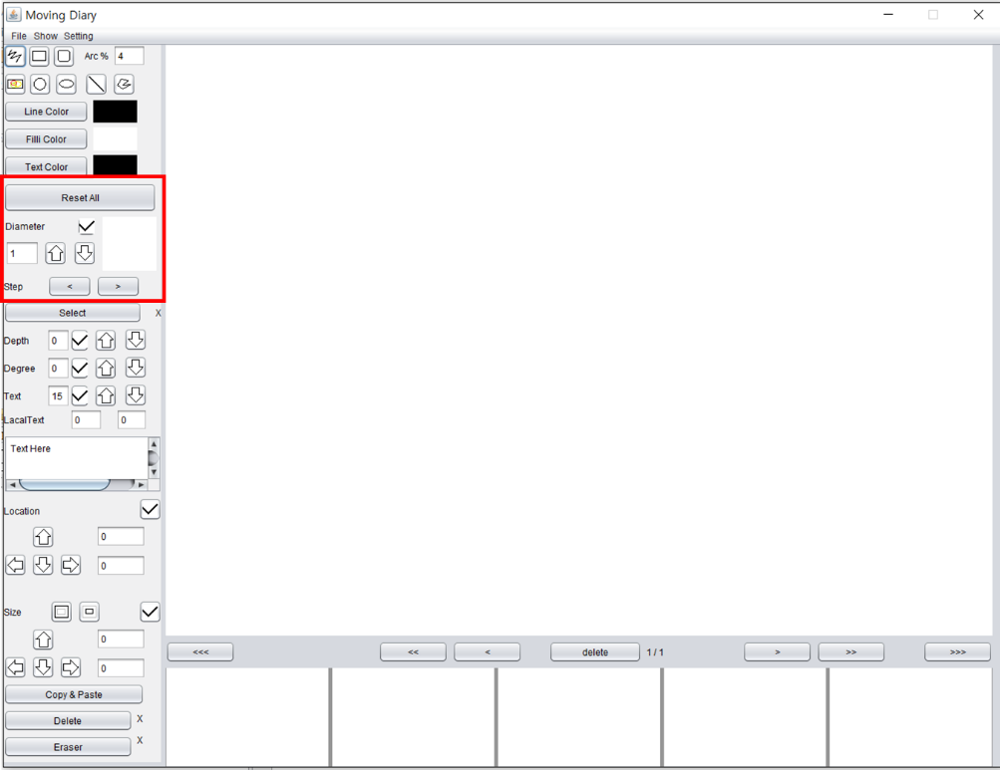 Moving Diary
File Show Setting
Arc % 4
Line Color
Filli Color
Text Color
Reset All
Diameter
1
Step < >
Select X
Depth 0
Degree 0
Text 15
LacalText 0 0
Text Here
Location
0
0
Size
0
0
<<< << < delete 1 / 1 > >> >>>
Copy & Paste
Delete X
Eraser X